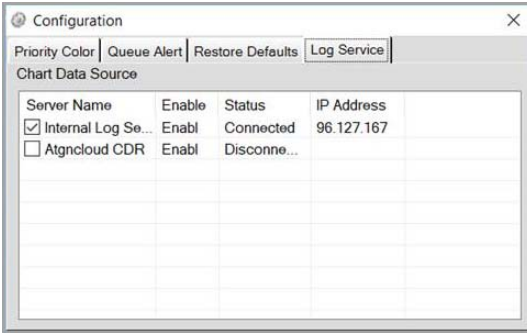 Configuration
Priority Color Queue Alert Restore Defaults Log Service
Chart Data Source
Server Name Enable Status IP Address
Internal Log Se... Enabl Connected 96.127.167
Atgncloud CDR Enabl Disconne...